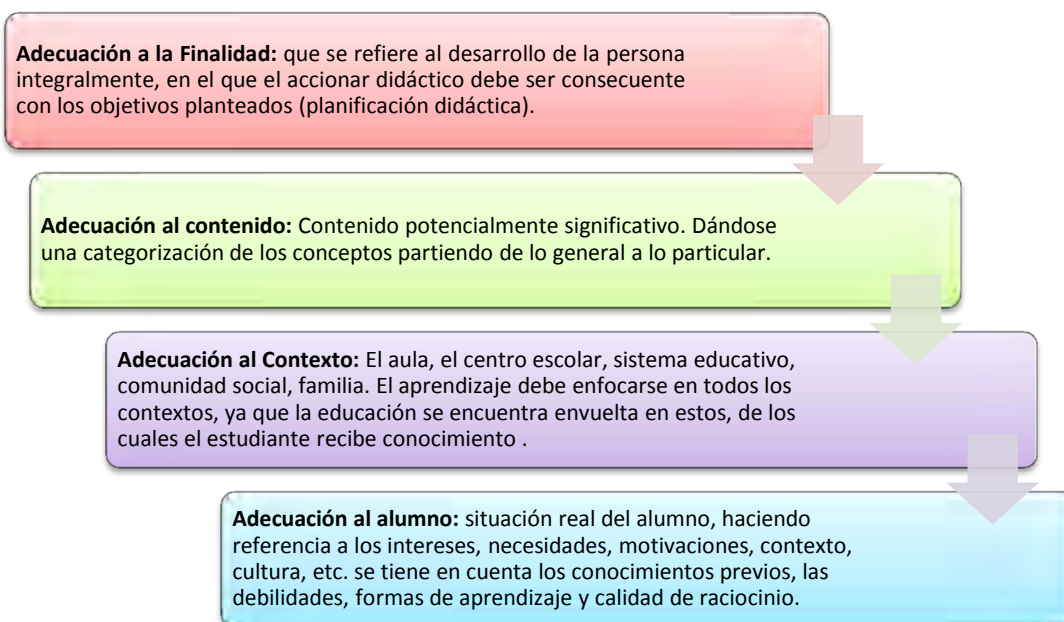 Adecuación a la Finalidad: que se refiere al desarrollo de la persona
integralmente, en el que el accionar didáctico debe ser consecuente
con los objetivos planteados (planificación didáctica).
Adecuación al contenido: Contenido potencialmente significativo. Dándose
una categorización de los conceptos partiendo de lo general a lo particular.
Adecuación al Contexto: El aula, el centro escolar, sistema educativo,
comunidad social, familia. El aprendizaje debe enfocarse en todos los
contextos, ya que la educación se encuentra envuelta en estos, de los
cuales el estudiante recibe conocimiento .
Adecuación al alumno: situación real del alumno, haciendo
referencia a los intereses, necesidades, motivaciones, contexto,
cultura, etc. se tiene en cuenta los conocimientos previos, las
debilidades, formas de aprendizaje y calidad de raciocinio.